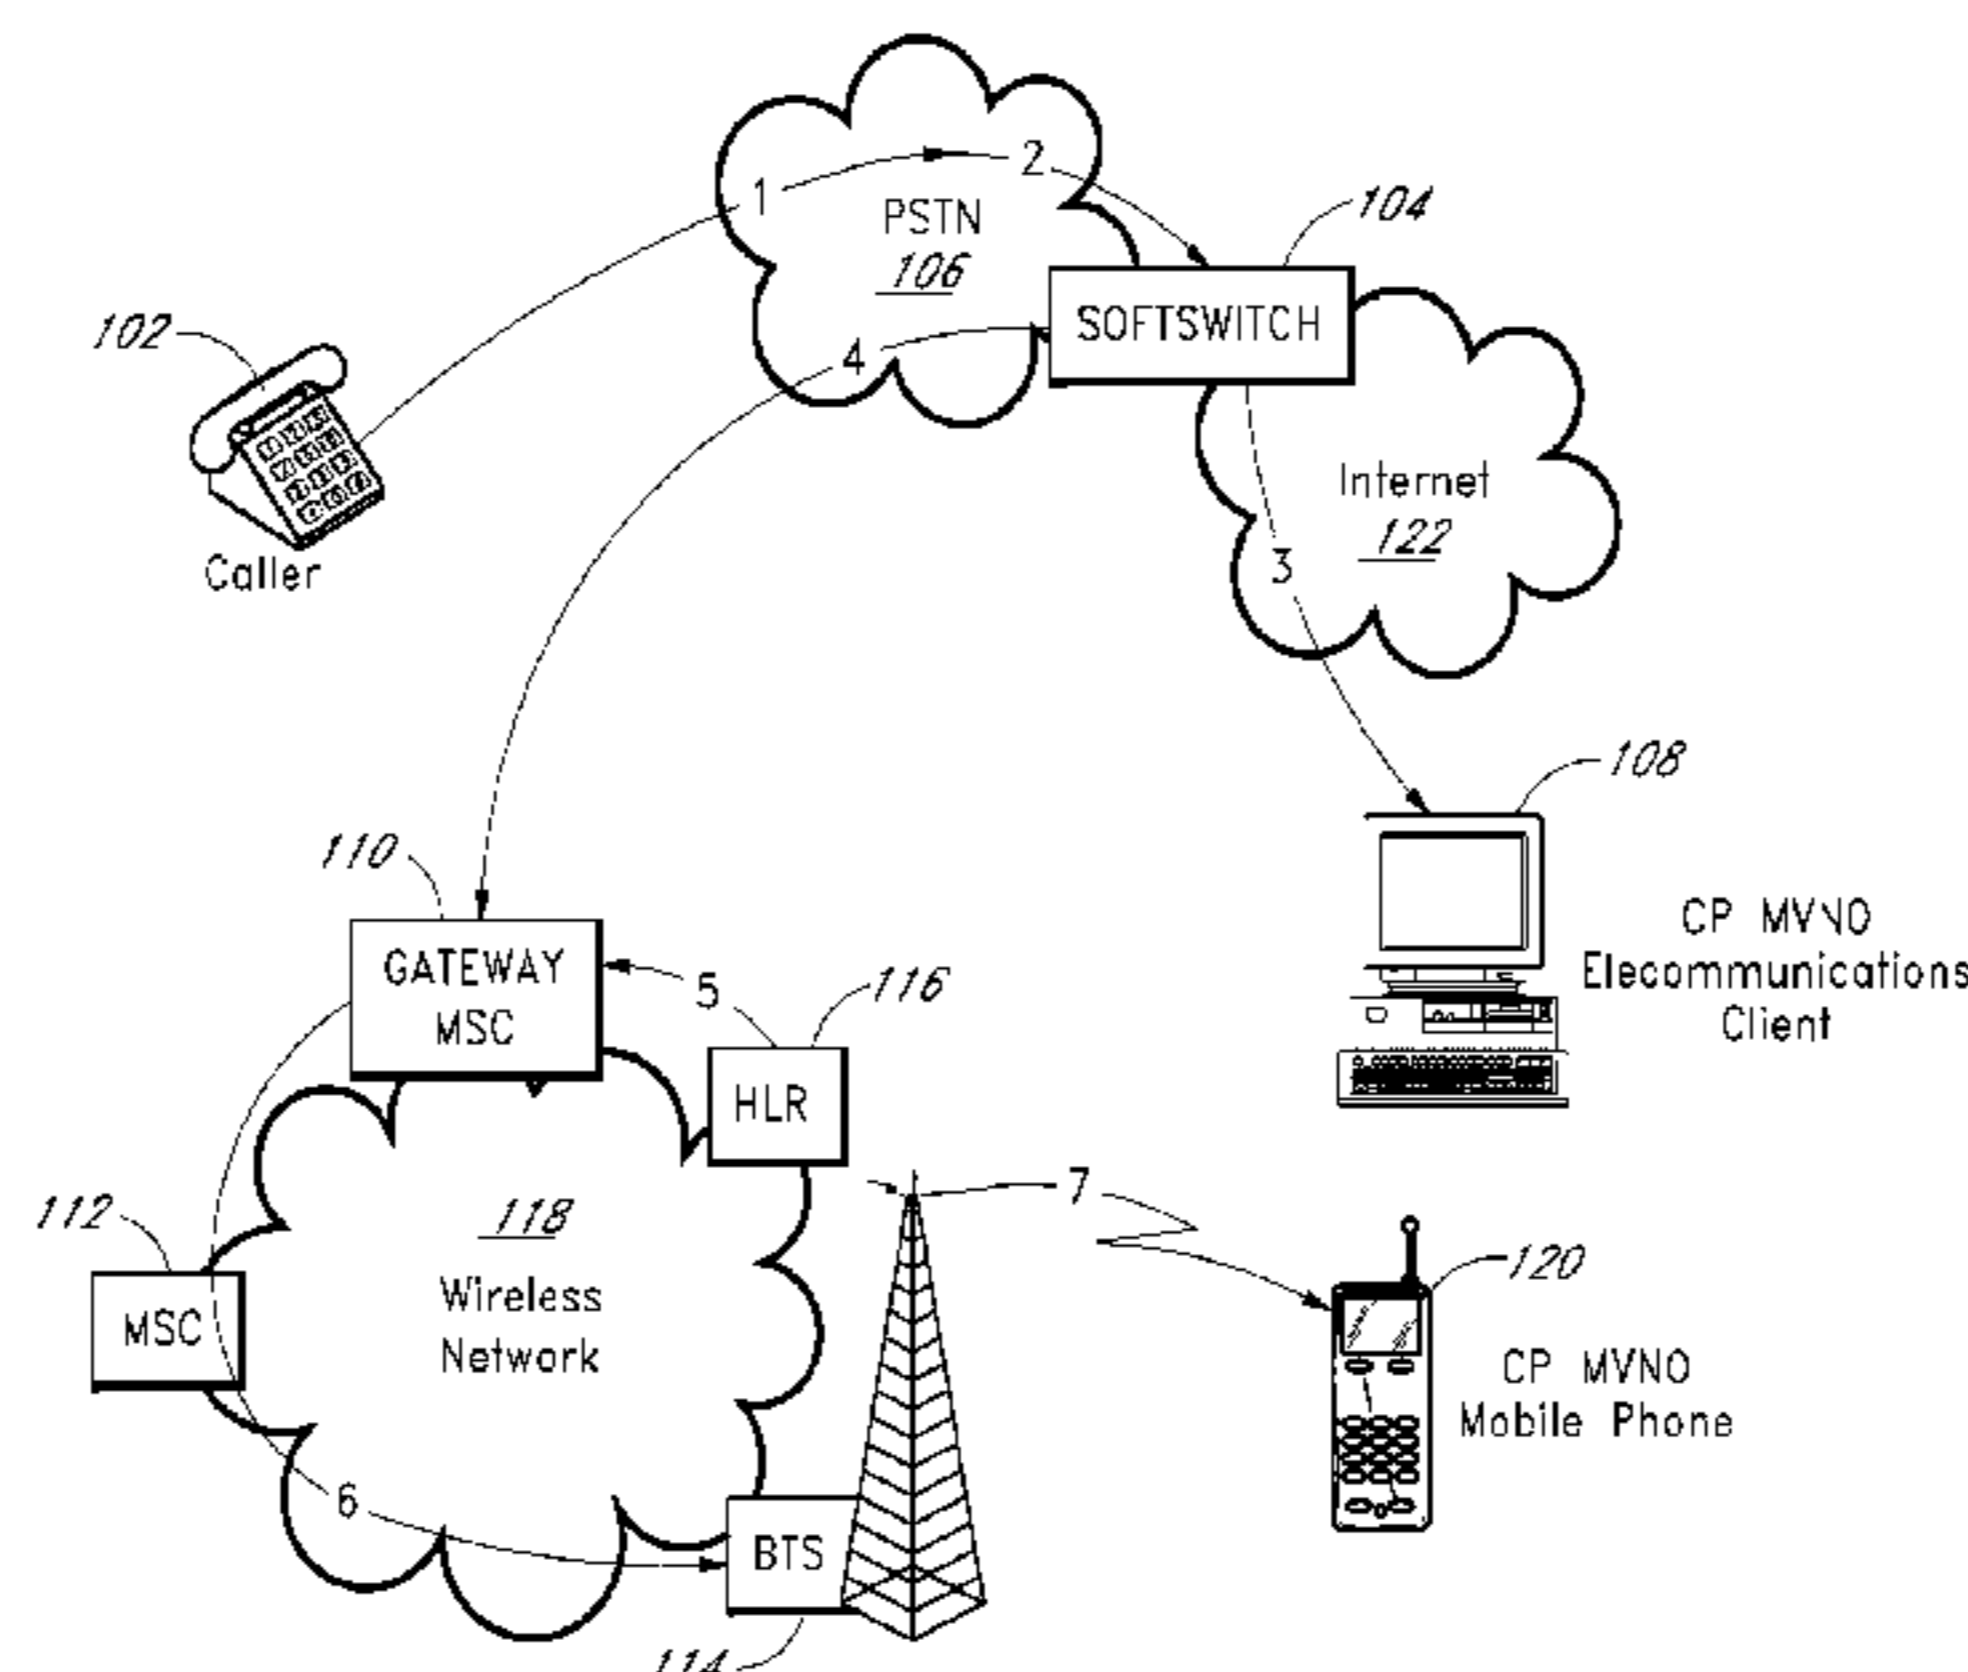 1
2
104
PSTN
106
SOFTSWITCH
102
4
Internet
122
3
Caller
108
110
CP MVNO
Elecommunications
Client
GATEWAY
MSC
5
116
HLR
7
112
118
120
MSC
Wireless
Network
CP MVNO
Mobile Phone
6
BTS
114